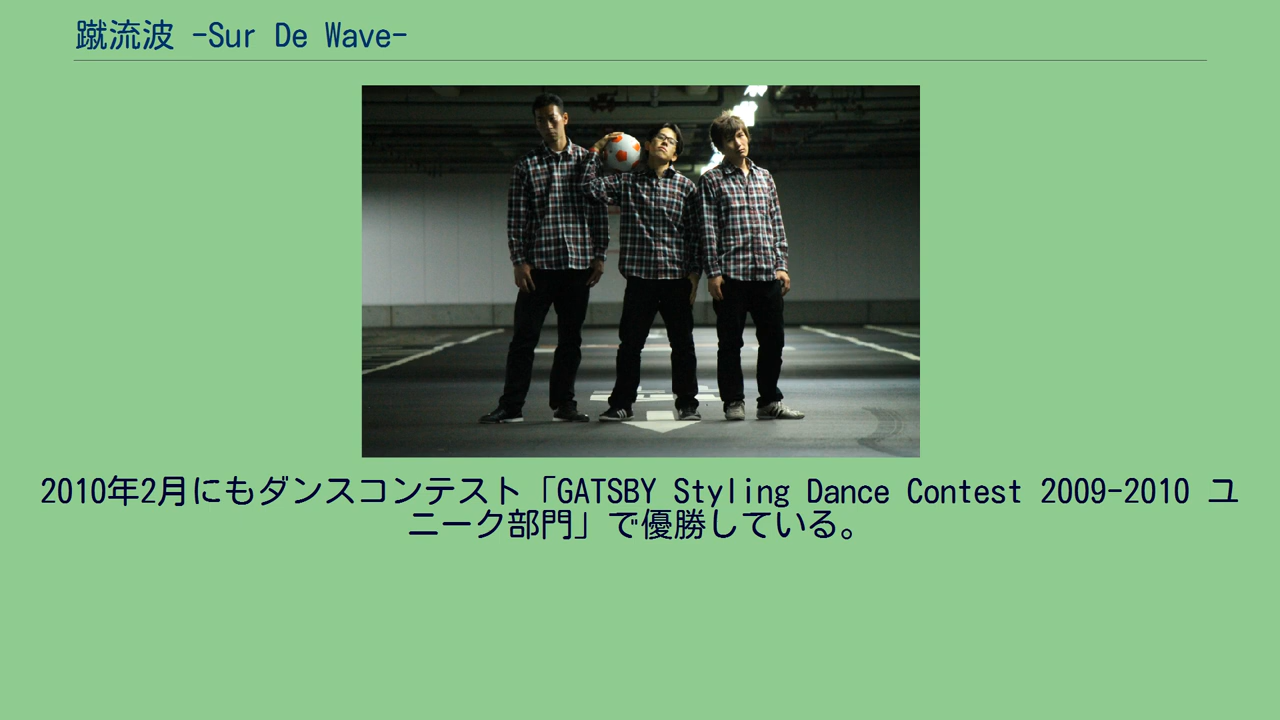 蹴流波 -Sur De Wave-
2010年2月にもダンスコンテスト「GATSBY Styling Dance Contest 2009-2010 ユ
ニーク部門」で優勝している。